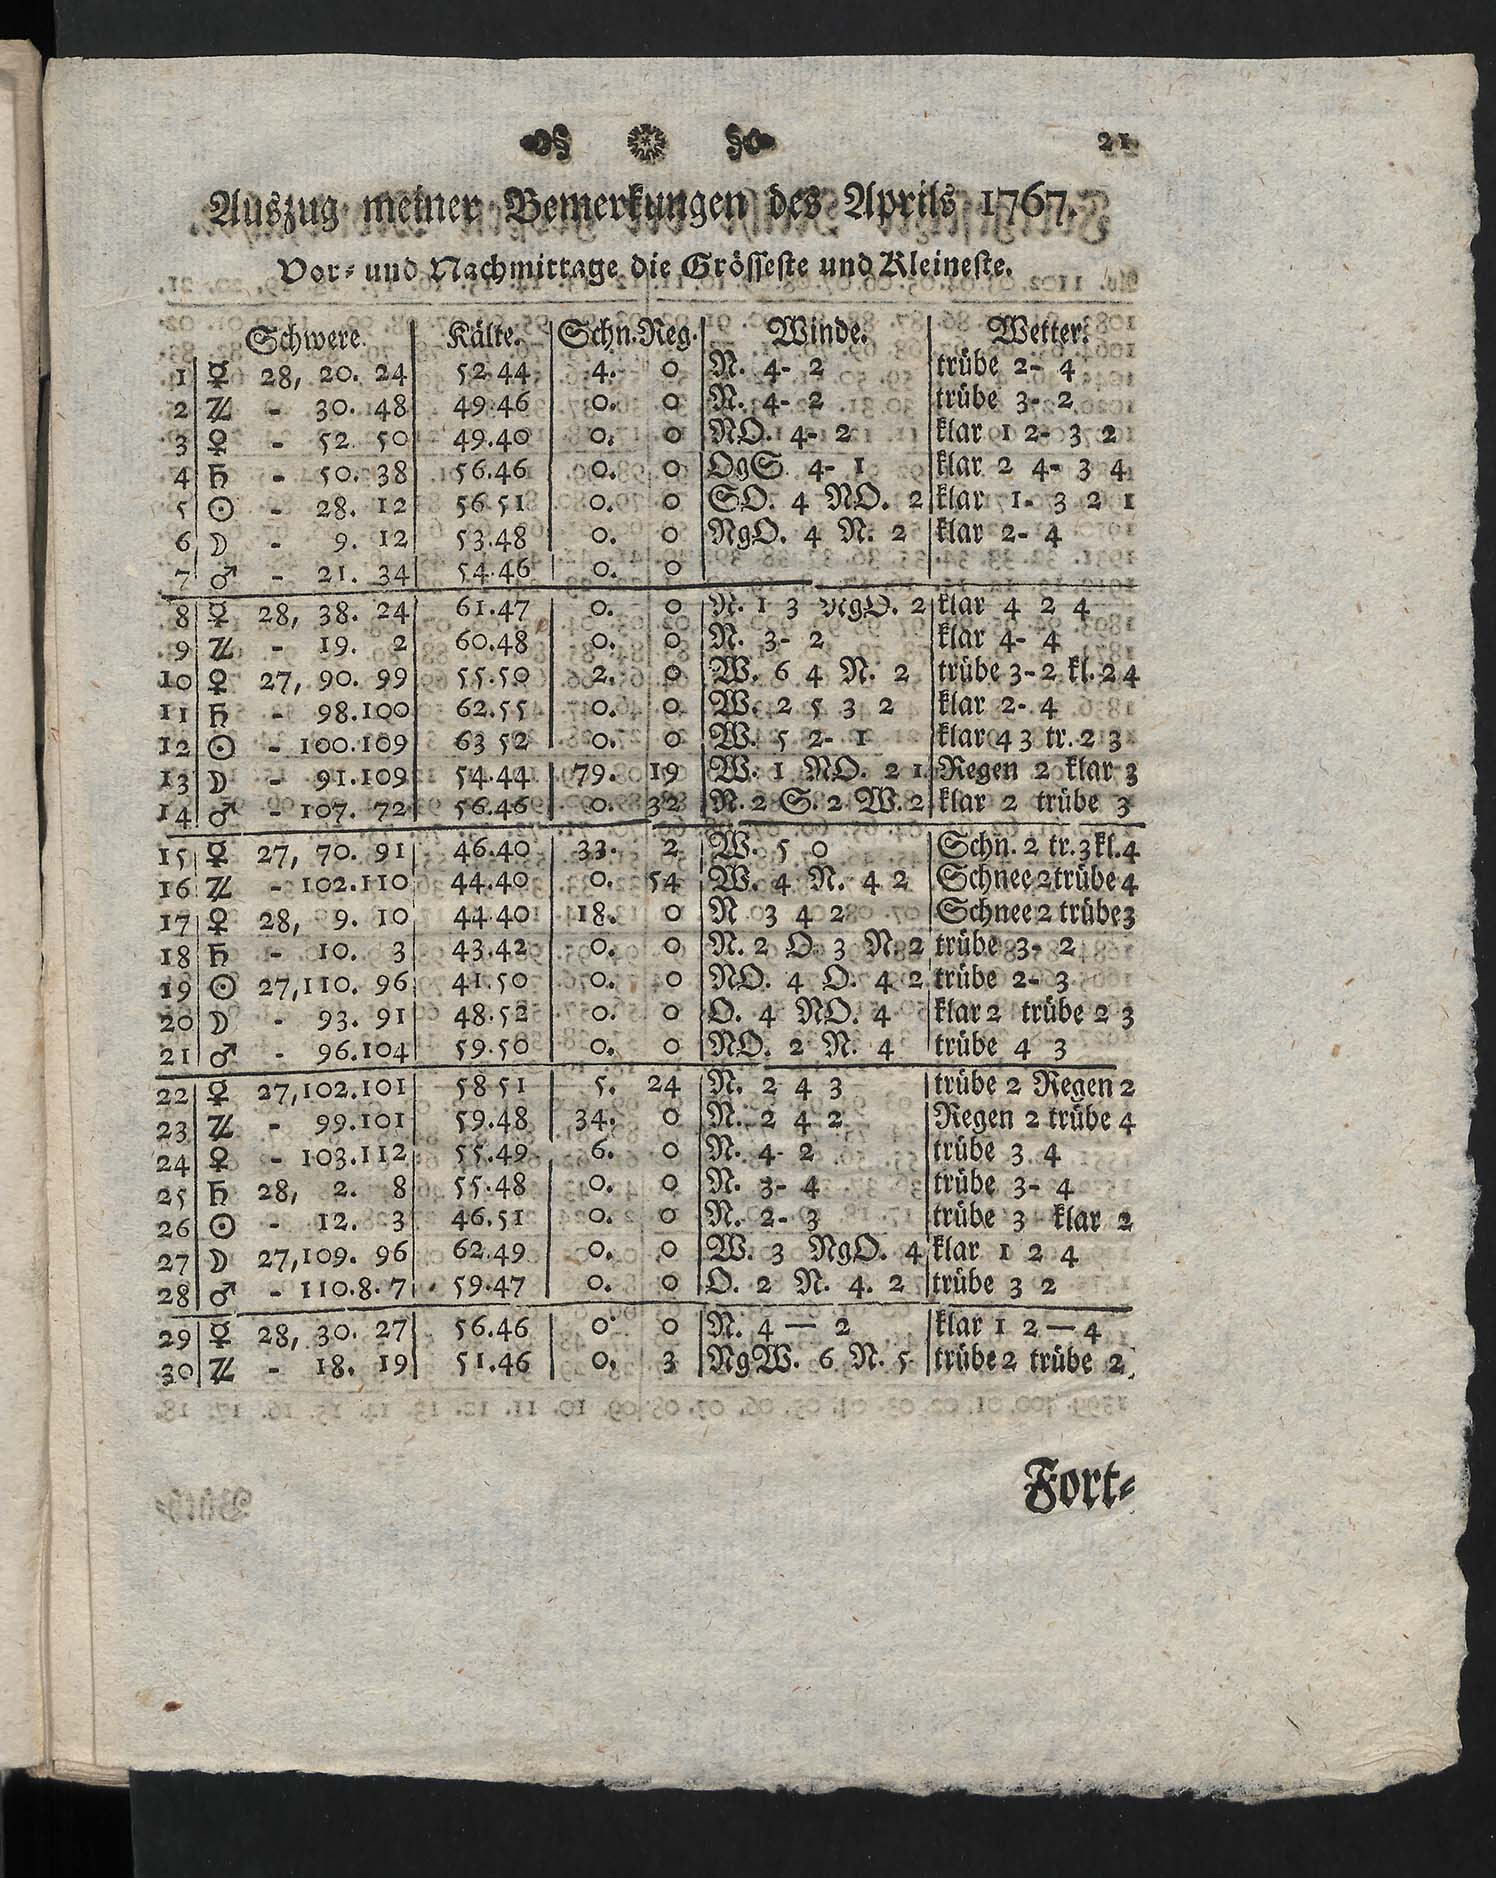 21
Auszug meiner Bemerkungen des Aprils 1767.
Vor- und Nachmittage die Grösseste und Kleineste.
Schwere. Kälte. Schn. Reg. Winde. Wetter.
1 ☿ 28, 20. 24 52 44 4. 0 N. 4- 2 trübe 2- 4
2 ♃ - 30. 48 49.46 0. 0 N. 4- 2 trübe 3- 2
3 ♀ - 52 50 49.40 0. 0 NO. 4- 2 klar 1 2- 3 2
4 ♄ - 50. 38 56.46 0. 0 OgS. 4- 1 klar 2 4- 3 4
5 ☉ - 28. 12 56 51 0. 0 SO. 4 NO. 2 klar 1- 3 2 1
6 ☽ - 9. 12 53.48 0. 0 NgO. 4 N. 2 klar 2- 4
7 ♂ - 21. 34 54.46 0. 0
8 ☿ 28, 38. 24 61.47 0. 0 N. 1 3 NgO. 2 klar 4 2 4
9 ♃ - 19. 2 60.48 0. 0 N. 3- 2 klar 4- 4
10 ♀ 27, 90. 99 55.50 2. 0 W. 6 4 N. 2 trübe 3-2 kl. 2 4
11 ♄ - 98.100 62.55 0. 0 W. 2 5 3 2 klar 2- 4
12 ☉ - 100.109 63 52 0. 0 W. 5 2- 1 klar 4 3 tr. 2 3
13 ☽ - 91.109 54.44 79. 19 W. 1 NO. 2 1. Regen 2 klar 3
14 ♂ - 107. 72 56.46 0. 32 N. 2 S. 2 W. 2 klar 2 trübe 3
15 ☿ 27, 70. 91 46.40 33. 2 W. 5 0 Schn. 2 tr. 3 kl. 4
16 ♃ - 102.110 44.40 0. 54 W. 4 N. 4 2 Schnee 2 trübe 4
17 ♀ 28, 9. 10 44.40 18. 0 N 3 4 2 Schnee 2 trübe 3
18 ♄ - 10. 3 43.42 0. 0 N. 2 O. 3 N. 2 trübe 3- 2
19 ☉ 27,110. 96 41.50 0. 0 NO. 4 O. 4 2 trübe 2- 3
20 ☽ - 93. 91 48.52 0. 0 O. 4 NO. 4 klar 2 trübe 2 3
21 ♂ - 96.104 59.50 0. 0 NO. 2 N. 4 trübe 4 3
22 ☿ 27,102.101 58 51 5. 24 N. 2 4 3 trübe 2 Regen 2
23 ♃ - 99.101 59.48 34. 0 N. 2 4 2 Regen 2 trübe 4
24 ♀ - 103.112 55.49 6. 0 N. 4- 2 trübe 3 4
25 ♄ 28, 2. 8 55.48 0. 0 N. 3- 4 trübe 3- 4
26 ☉ - 12. 3 46.51 0. 0 N. 2- 3 trübe 3 klar 2
27 ☽ 27,109. 96 62.49 0. 0 W. 3 NgO. 4 klar 1 2 4
28 ♂ - 110.8. 7 59.47 0. 0 O. 2 N. 4. 2 trübe 3 2
29 ☿ 28, 30. 27 56.46 0. 0 N. 4 — 2 klar 1 2 — 4
30 ♃ - 18. 19 51.46 0. 3 NgW. 6 N. 5 trübe 2 trübe 2
Fort-